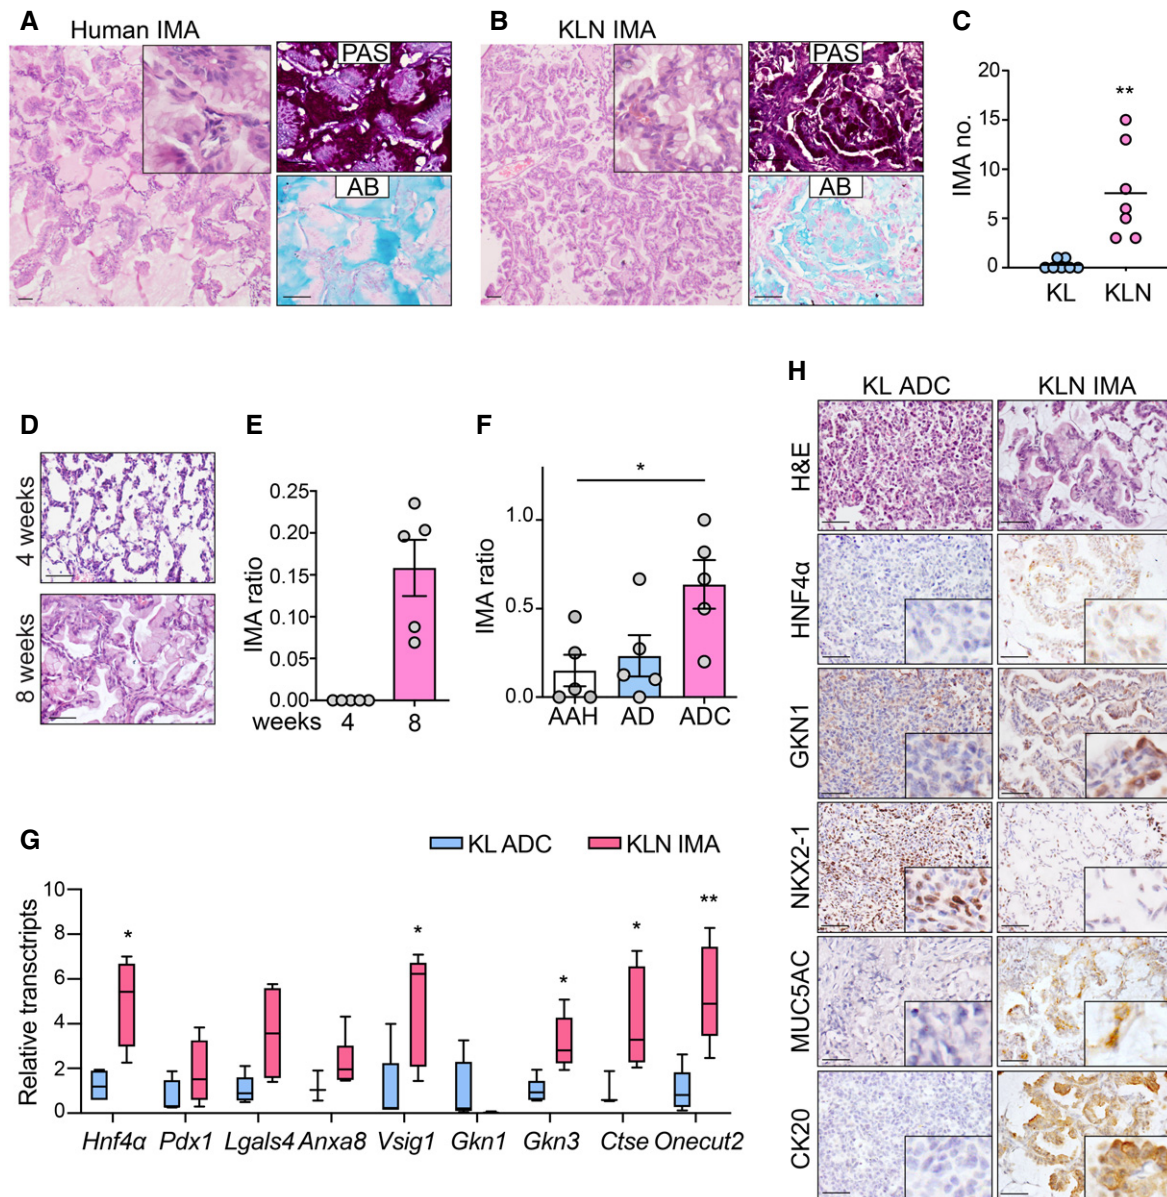 A
Human IMA
PAS
AB
B
KLN IMA
PAS
AB
C
IMA no.
20
15
10
5
0
**
KL KLN
D
4 weeks
8 weeks
E
IMA ratio
0.25
0.20
0.15
0.10
0.05
0.00
weeks 4 8
F
IMA ratio
1.0
0.5
0.0
*
AAH AD ADC
G
KL ADC KLN IMA
Relative transcripts
10
8
6
4
2
0
* * * * **
Hnf4α Pdx1 Lgals4 Anxa8 Vsig1 Gkn1 Gkn3 Ctse Onecut2
H
KL ADC KLN IMA
H&E
HNF4α
GKN1
NKX2-1
MUC5AC
CK20